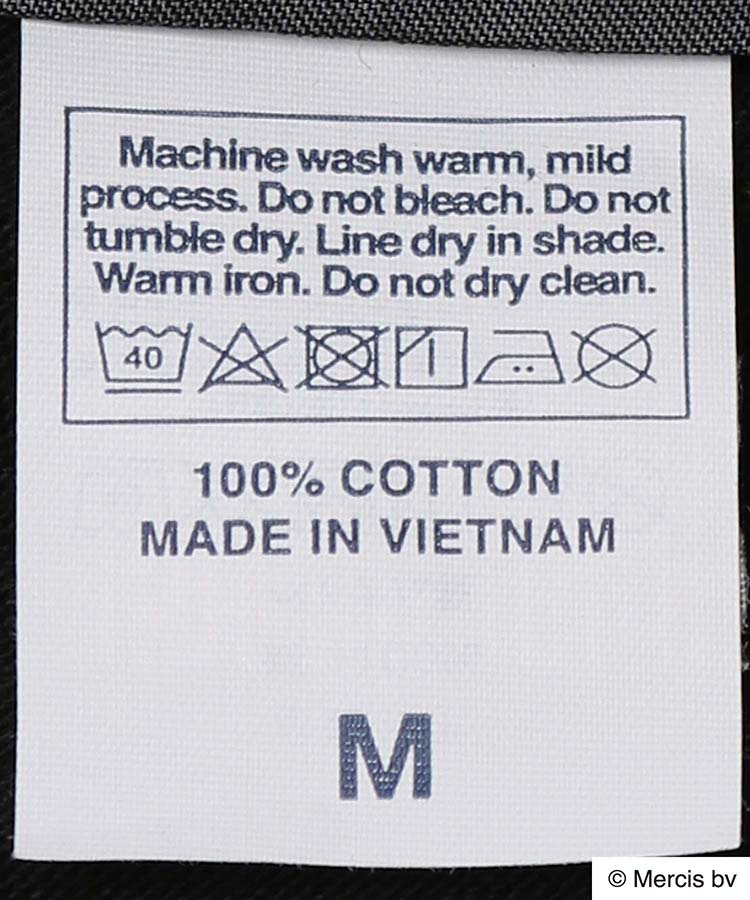 Machine wash warm, mild
process. Do not bleach. Do not
tumble dry. Line dry in shade.
Warm iron. Do not dry clean.
40
100% COTTON
MADE IN VIETNAM
M
© Mercis bv